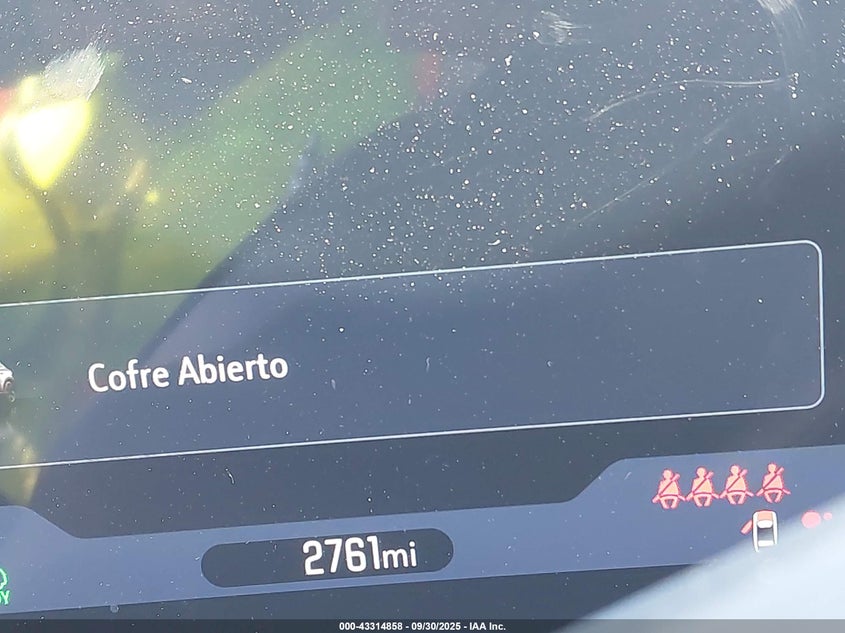 Cofre Abierto
2761mi
000-43314858 - 09/30/2025 - IAA Inc.